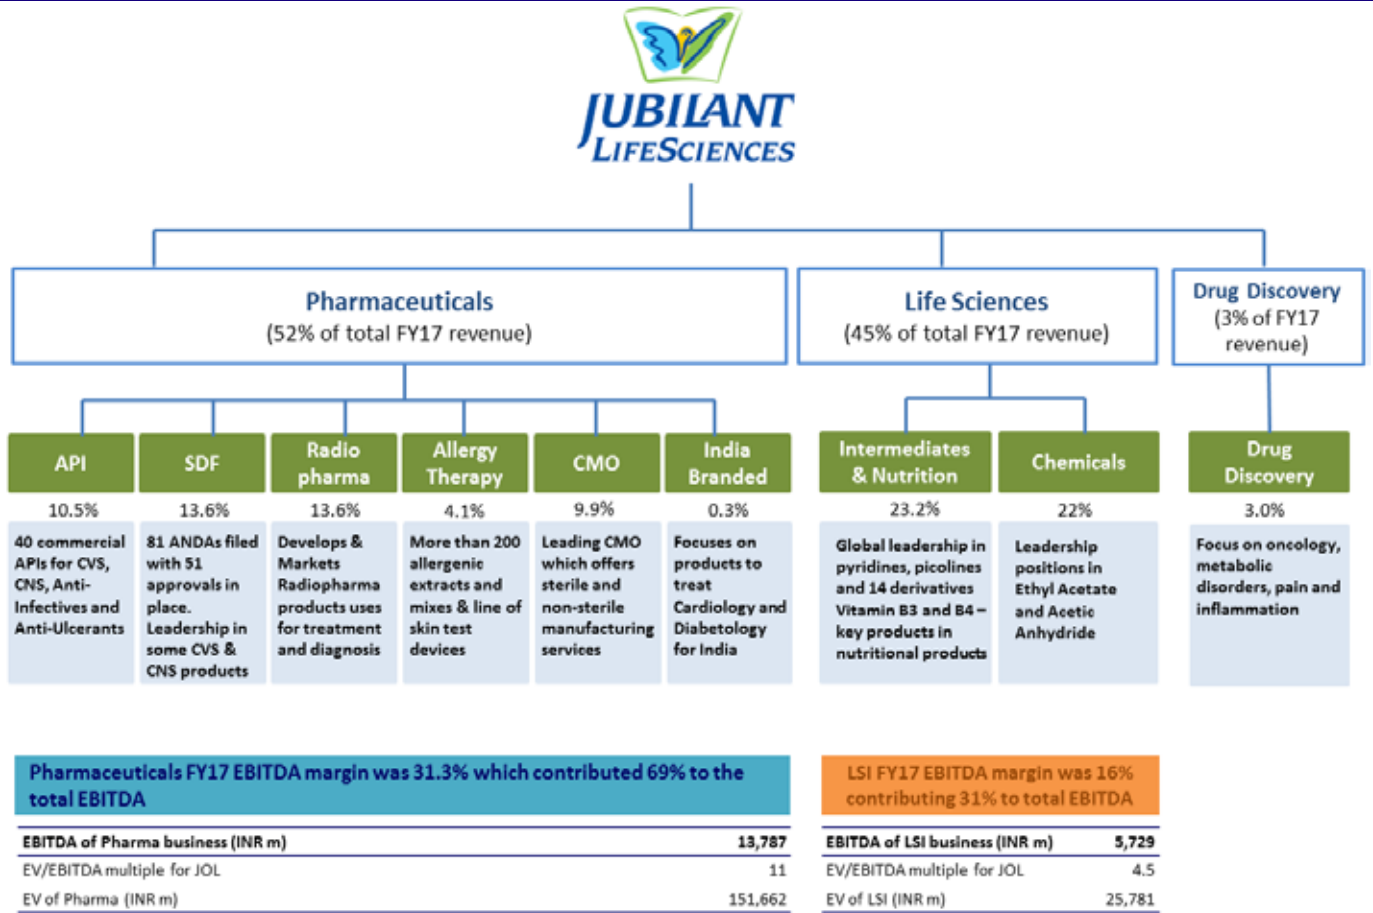 JUBILANT
LIFESCIENCES
Pharmaceuticals
(52% of total FY17 revenue)
Life Sciences
(45% of total FY17 revenue)
Drug Discovery
(3% of FY17
revenue)
API
SDF
Radio
pharma
Allergy
Therapy
CMO
India
Branded
Intermediates
& Nutrition
Chemicals
Drug
Discovery
10.5%
13.6%
13.6%
4.1%
9.9%
0.3%
23.2%
22%
3.0%
40 commercial
APIs for CVS,
CNS, Anti-
Infectives and
Anti-Ulcerants
81 ANDAs filed
with 51
approvals in
place.
Leadership in
some CVS &
CNS products
Develops &
Markets
Radiopharma
products uses
for treatment
and diagnosis
More than 200
allergenic
extracts and
mixes & line of
skin test
devices
Leading CMO
which offers
sterile and
non-sterile
manufacturing
services
Focuses on
products to
treat
Cardiology and
Diabetology
for India
Global leadership in
pyridines, picolines
and 14 derivatives
Vitamin B3 and B4 –
key products in
nutritional products
Leadership
positions in
Ethyl Acetate
and Acetic
Anhydride
Focus on oncology,
metabolic
disorders, pain and
inflammation
Pharmaceuticals FY17 EBITDA margin was 31.3% which contributed 69% to the
total EBITDA
EBITDA of Pharma business (INR m) 13,787
EV/EBITDA multiple for JOL 11
EV of Pharma (INR m) 151,662
LSI FY17 EBITDA margin was 16%
contributing 31% to total EBITDA
EBITDA of LSI business (INR m) 5,729
EV/EBITDA multiple for JOL 4.5
EV of LSI (INR m) 25,781